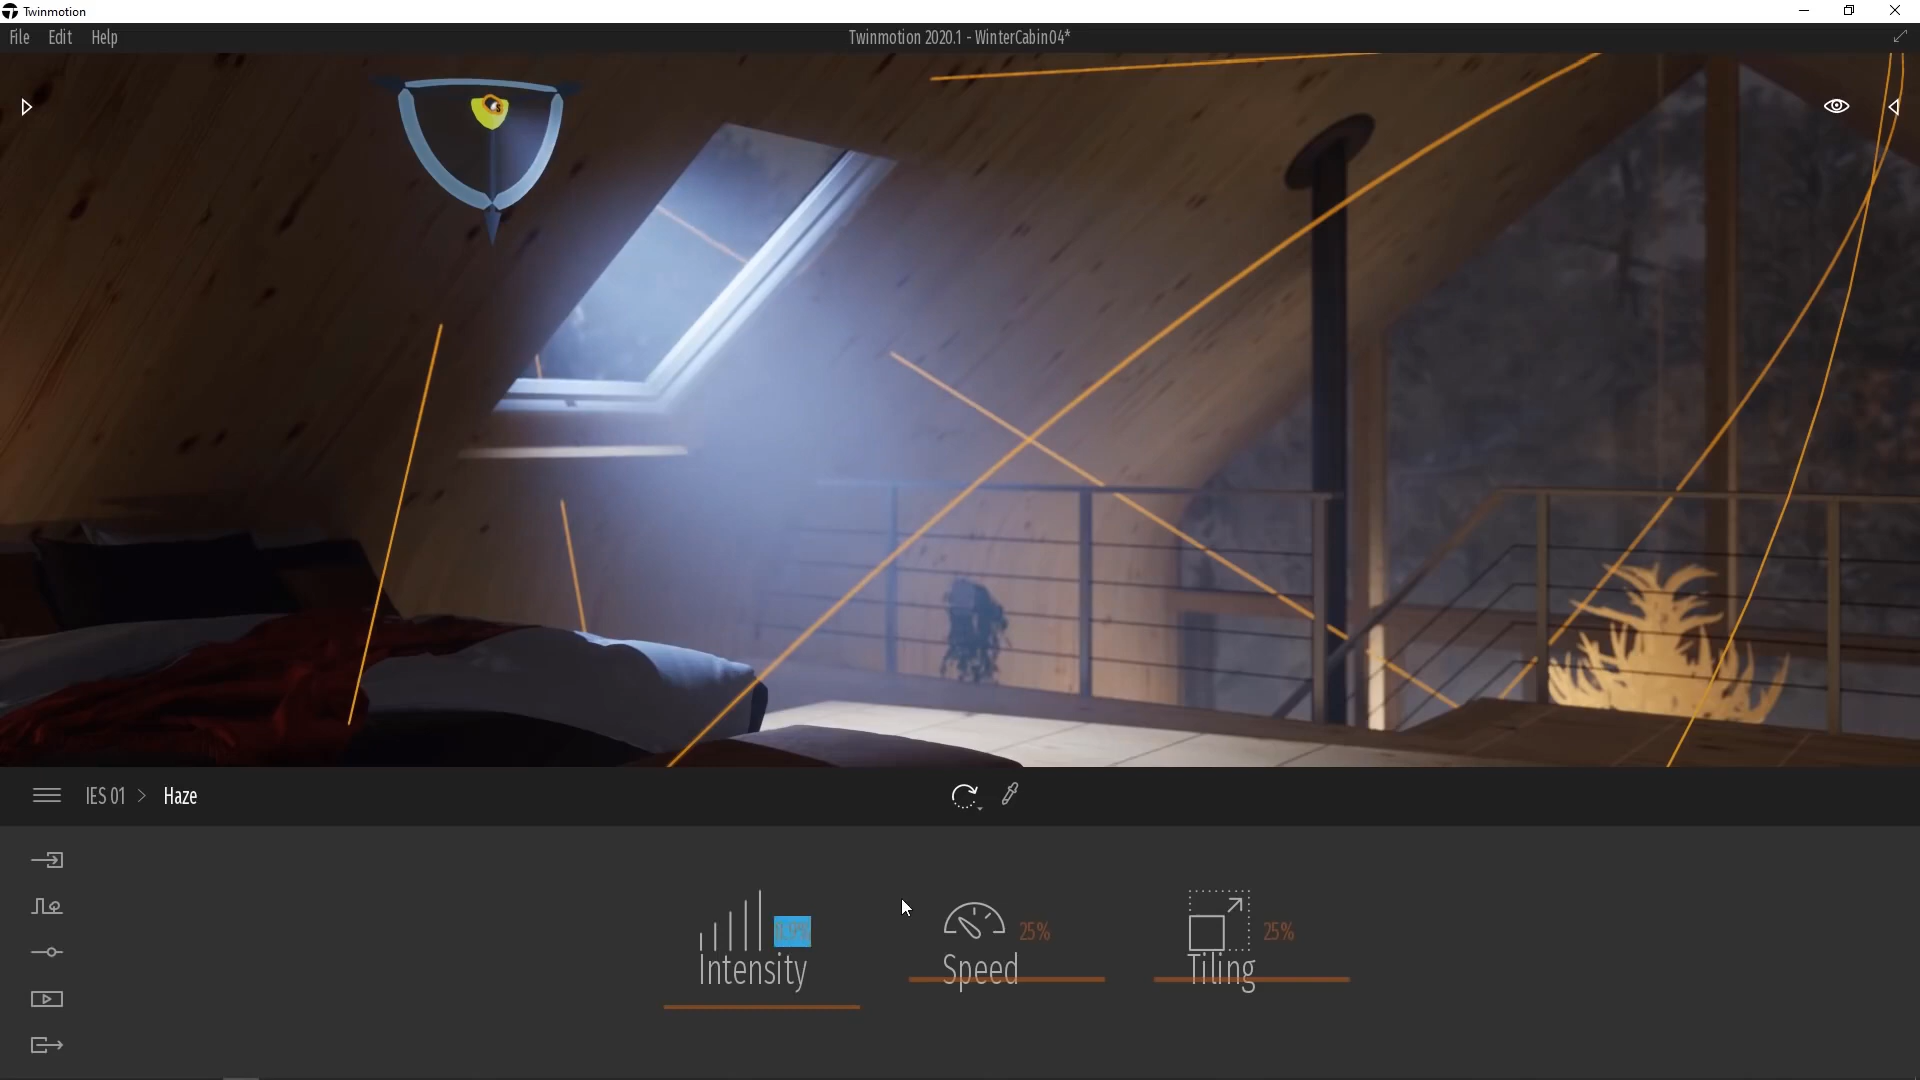 Twinmotion
File Edit Help
Twinmotion 2020.1 - WinterCabin04*
IES 01 > Haze
25%
25%
Intensity
Speed
Tiling